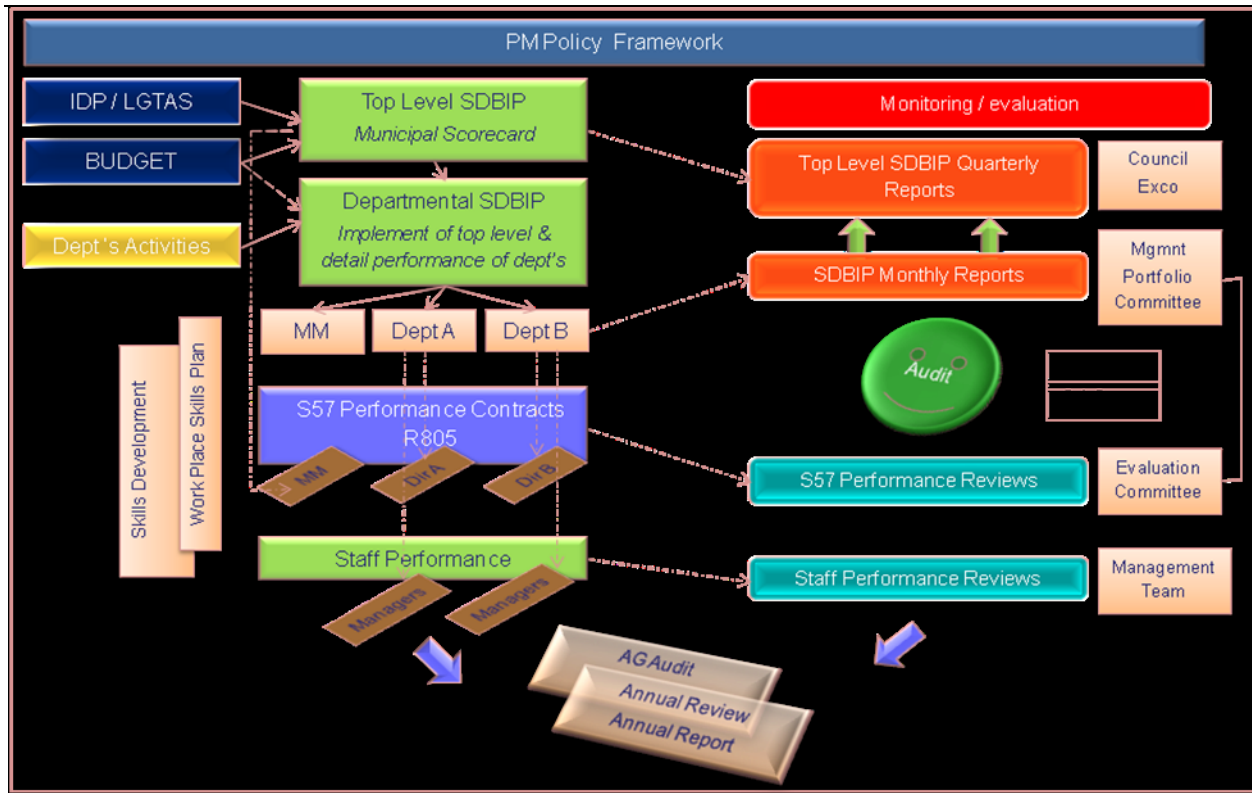 PM Policy Framework
IDP / LGTAS
BUDGET
Dept's Activities
Top Level SDBIP
Municipal Scorecard
Departmental SDBIP
Implement of top level &
detail performance of dept's
MM
Dept A
Dept B
Skills Development
Work Place Skills Plan
S57 Performance Contracts
R805
MM
Dir A
Dir B
Staff Performance
Managers
Managers
Monitoring / evaluation
Top Level SDBIP Quarterly
Reports
Council
Exco
SDBIP Monthly Reports
Mgmnt
Portfolio
Committee
Audit
S57 Performance Reviews
Evaluation
Committee
Staff Performance Reviews
Management
Team
AG Audit
Annual Review
Annual Report